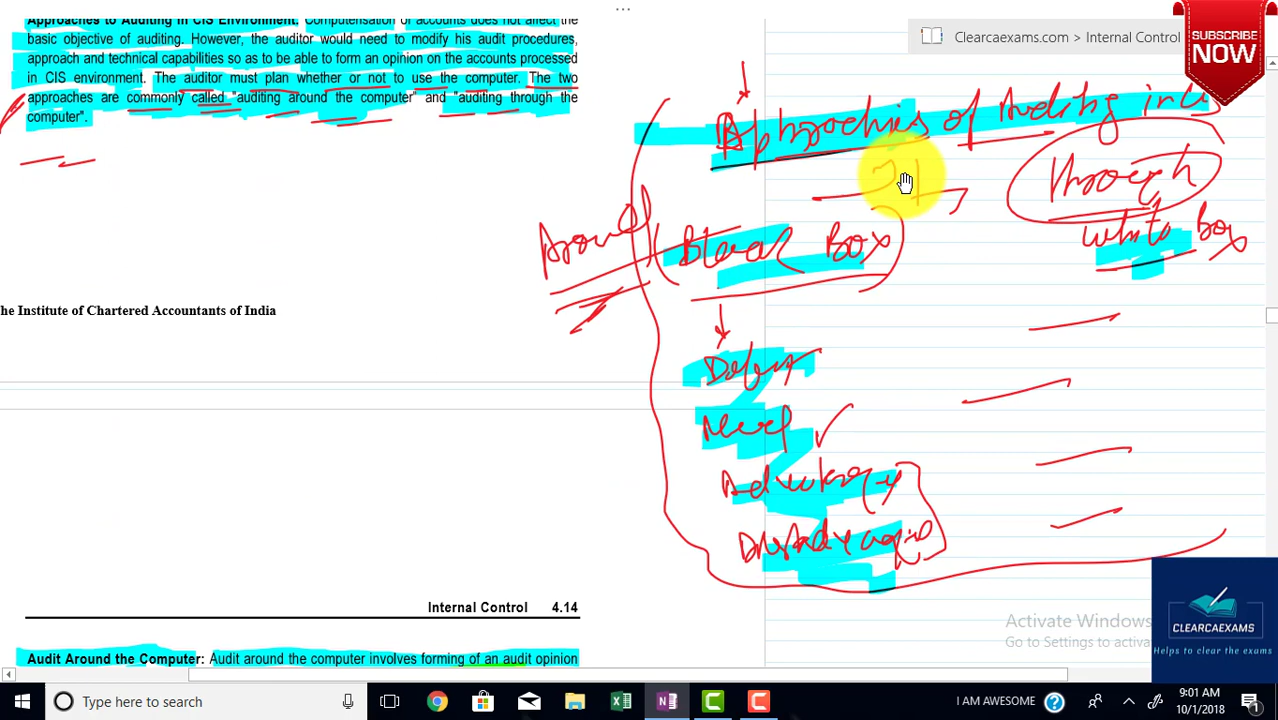 Approaches to Auditing in CIS Environment: Computerisation of accounts does not affect the
basic objective of auditing. However, the auditor would need to modify his audit procedures,
approach and technical capabilities so as to be able to form an opinion on the accounts processed
in CIS environment. The auditor must plan whether or not to use the computer. The two
approaches are commonly called "auditing around the computer" and "auditing through the
computer".
he Institute of Chartered Accountants of India
Internal Control 4.14
Audit Around the Computer: Audit around the computer involves forming of an audit opinion
Clearcaexams.com > Internal Control
SUBSCRIBE
NOW
Approaches of Auditing in
Through
Around
Black Box
White Box
Need
Activate Windows
Go to Settings to activa
CLEARCAEXAMS
Helps to clear the exams
Type here to search
I AM AWESOME
9:01 AM
10/1/2018